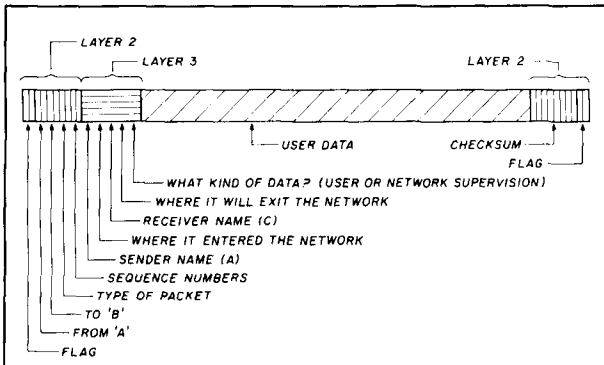 LAYER 2
LAYER 3
LAYER 2
USER DATA
CHECKSUM
FLAG
WHAT KIND OF DATA? (USER OR NETWORK SUPERVISION)
WHERE IT WILL EXIT THE NETWORK
RECEIVER NAME (C)
WHERE IT ENTERED THE NETWORK
SENDER NAME (A)
SEQUENCE NUMBERS
TYPE OF PACKET
TO 'B'
FROM 'A'
FLAG